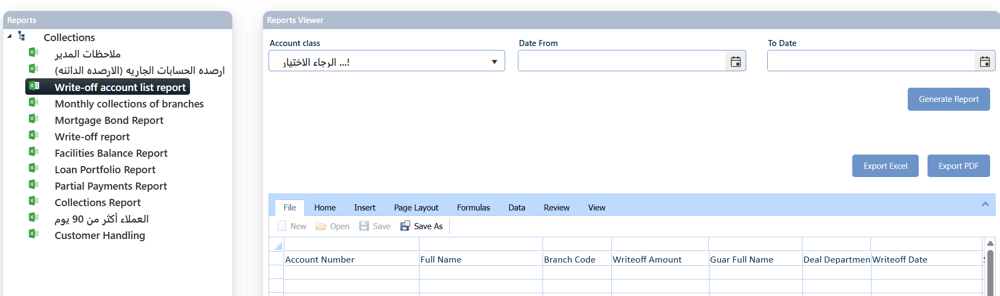 Reports
Collections
ملاحظات المدير
ارصده الحسابات الجاريه (الارصده الدائنه)
Write-off account list report
Monthly collections of branches
Mortgage Bond Report
Write-off report
Facilities Balance Report
Loan Portfolio Report
Partial Payments Report
Collections Report
العملاء أكثر من 90 يوم
Customer Handling
Reports Viewer
Account class Date From To Date
الرجاء الاختيار ...!
Generate Report
Export Excel Export PDF
File Home Insert Page Layout Formulas Data Review View
New Open Save Save As
Account Number Full Name Branch Code Writeoff Amount Guar Full Name Deal Departmen Writeoff Date